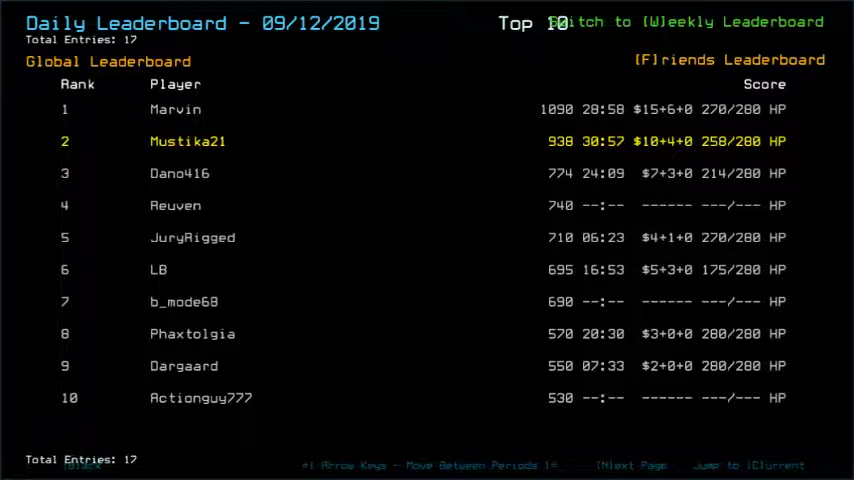 Daily Leaderboard - 09/12/2019 Top 10 Switch to [W]eekly Leaderboard
Total Entries: 17
Global Leaderboard [F]riends Leaderboard
Rank Player Score
1 Marvin 1090 28:58 $15+6+0 270/280 HP
2 Mustika21 938 30:57 $10+4+0 258/280 HP
3 Dano416 774 24:09 $7+3+0 214/280 HP
4 Reuven 740 --:-- ------ ---/--- HP
5 JuryRigged 710 06:23 $4+1+0 270/280 HP
6 LB 695 16:53 $5+3+0 175/280 HP
7 b_mode68 690 --:-- ------ ---/--- HP
8 Phaxtolgia 570 20:30 $3+0+0 280/280 HP
9 Dargaard 550 07:33 $2+0+0 280/280 HP
10 Actionguy777 530 --:-- ------ ---/--- HP
Total Entries: 17
[B]ack =[ Arrow Keys - Move Between Periods ]= [N]ext Page Jump to [C]urrent